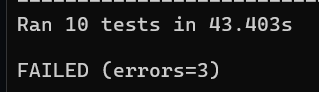 Ran 10 tests in 43.403s
FAILED (errors=3)